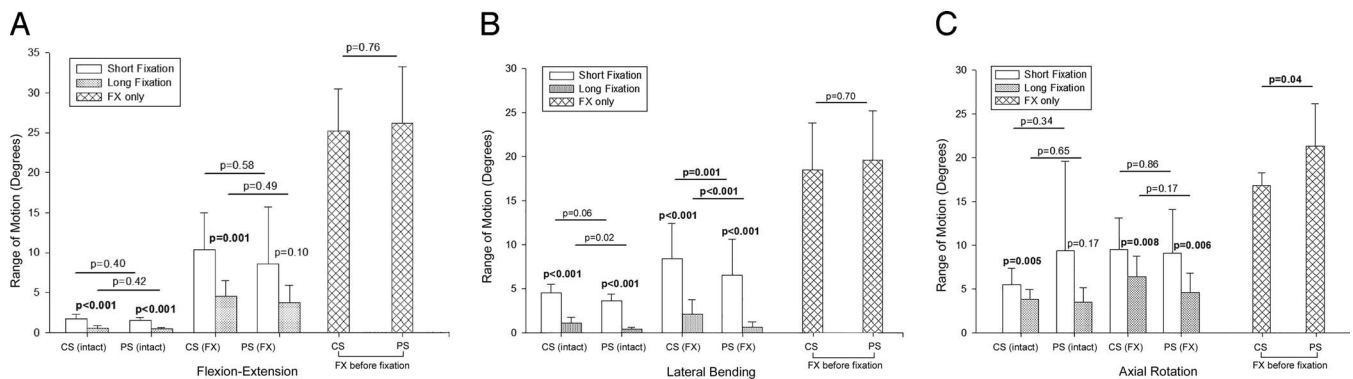 A
Range of Motion (Degrees)
35
30
25
20
15
10
5
0
Short Fixation
Long Fixation
FX only
p=0.76
p=0.58
p=0.49
p=0.001
p=0.10
p=0.40
p=0.42
p<0.001
p<0.001
CS (intact)
PS (intact)
CS (FX)
PS (FX)
CS
PS
FX before fixation
Flexion-Extension
B
Range of Motion (Degrees)
30
25
20
15
10
5
0
Short Fixation
Long Fixation
FX only
p=0.70
p=0.001
p<0.001
p<0.001
p<0.001
p=0.06
p=0.02
p<0.001
p<0.001
CS (intact)
PS (intact)
CS (FX)
PS (FX)
CS
PS
FX before fixation
Lateral Bending
C
Range of Motion (Degrees)
30
25
20
15
10
5
0
Short Fixation
Long Fixation
FX only
p=0.04
p=0.34
p=0.65
p=0.86
p=0.17
p=0.005
p=0.17
p=0.008
p=0.006
CS (intact)
PS (intact)
CS (FX)
PS (FX)
CS
PS
FX before fixation
Axial Rotation